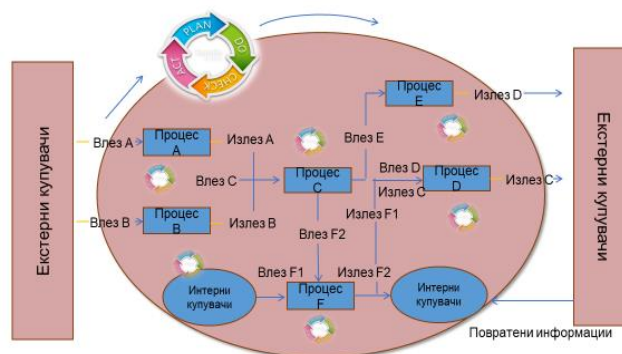 PLAN
DO
CHECK
ACT
Екстерни купувачи
Влез А
Процес
А
Излез А
Влез B
Процес
B
Излез B
Влез С
Процес
С
Влез Е
Процес
Е
Излез D
Влез D
Излез С
Процес
D
Излез С
Излез F1
Влез F2
Влез F1
Излез F2
Интерни
купувачи
Процес
F
Интерни
купувачи
Екстерни купувачи
Повратени информации